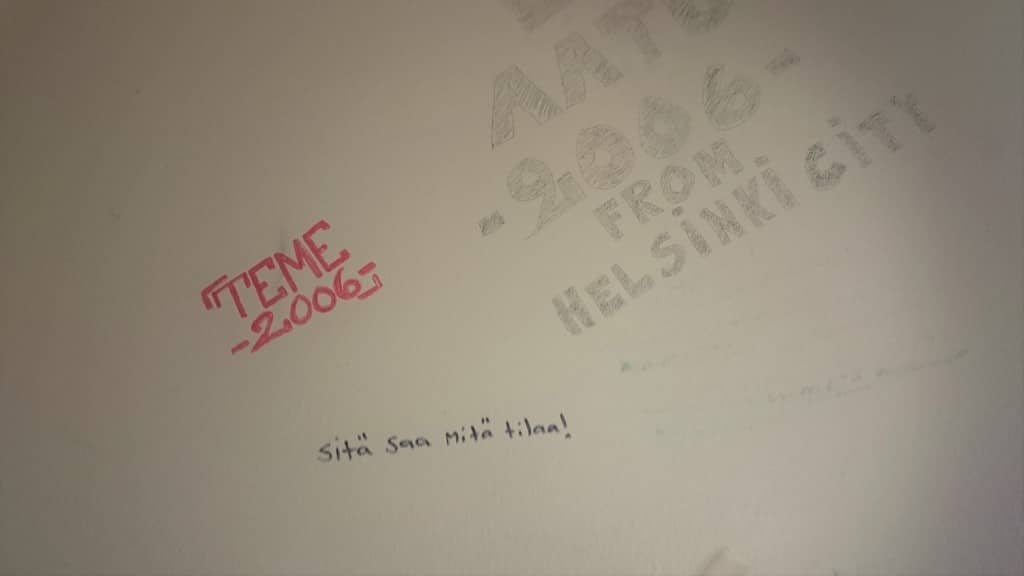 AATU
-2006-
FROM
HELSINKI CITY
TEME
-2006-
sitä saa mitä tilaa!